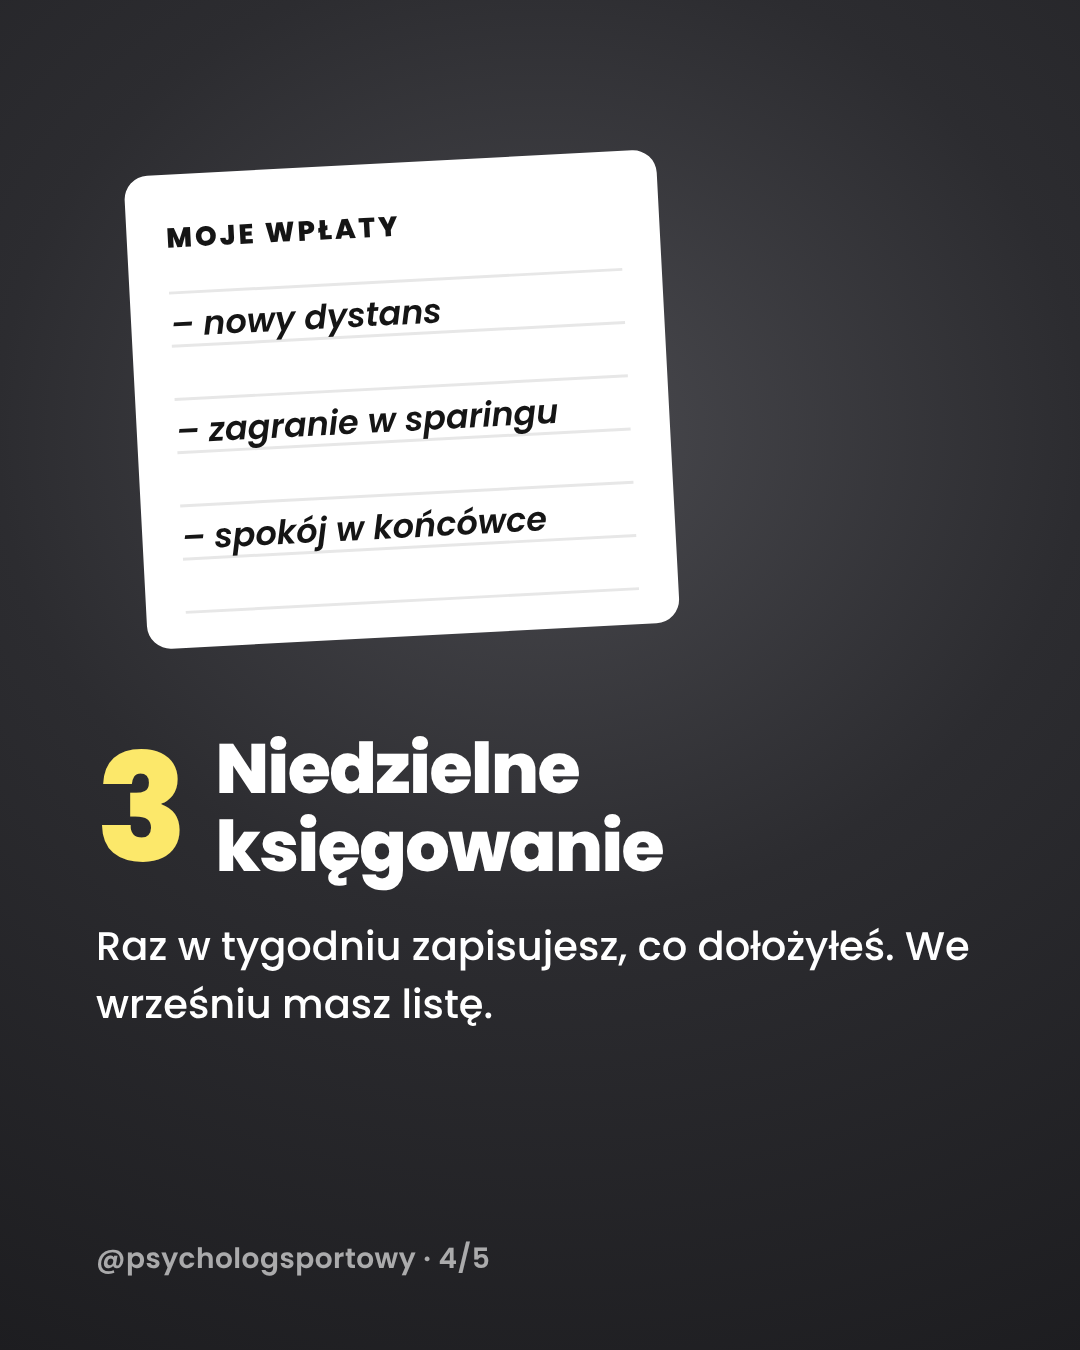 MOJE WPŁATY
– nowy dystans
– zagranie w sparingu
– spokój w końcówce
3 Niedzielne
księgowanie
Raz w tygodniu zapisujesz, co dołożyłeś. We
wrześniu masz listę.
@psychologsportowy · 4/5